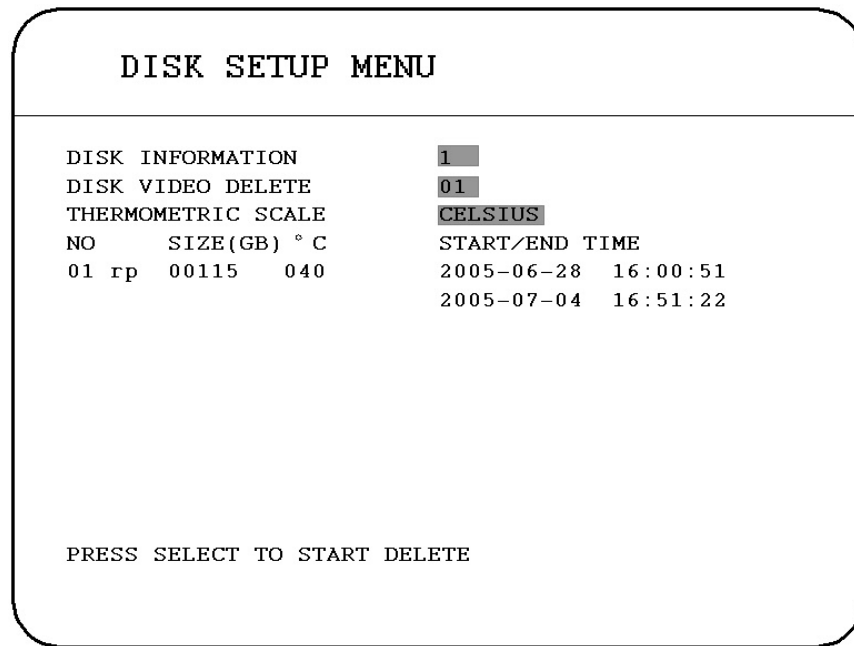 DISK SETUP MENU
DISK INFORMATION 1
DISK VIDEO DELETE 01
THERMOMETRIC SCALE CELSIUS
NO SIZE(GB) °C START/END TIME
01 rp 00115 040 2005-06-28 16:00:51
2005-07-04 16:51:22
PRESS SELECT TO START DELETE